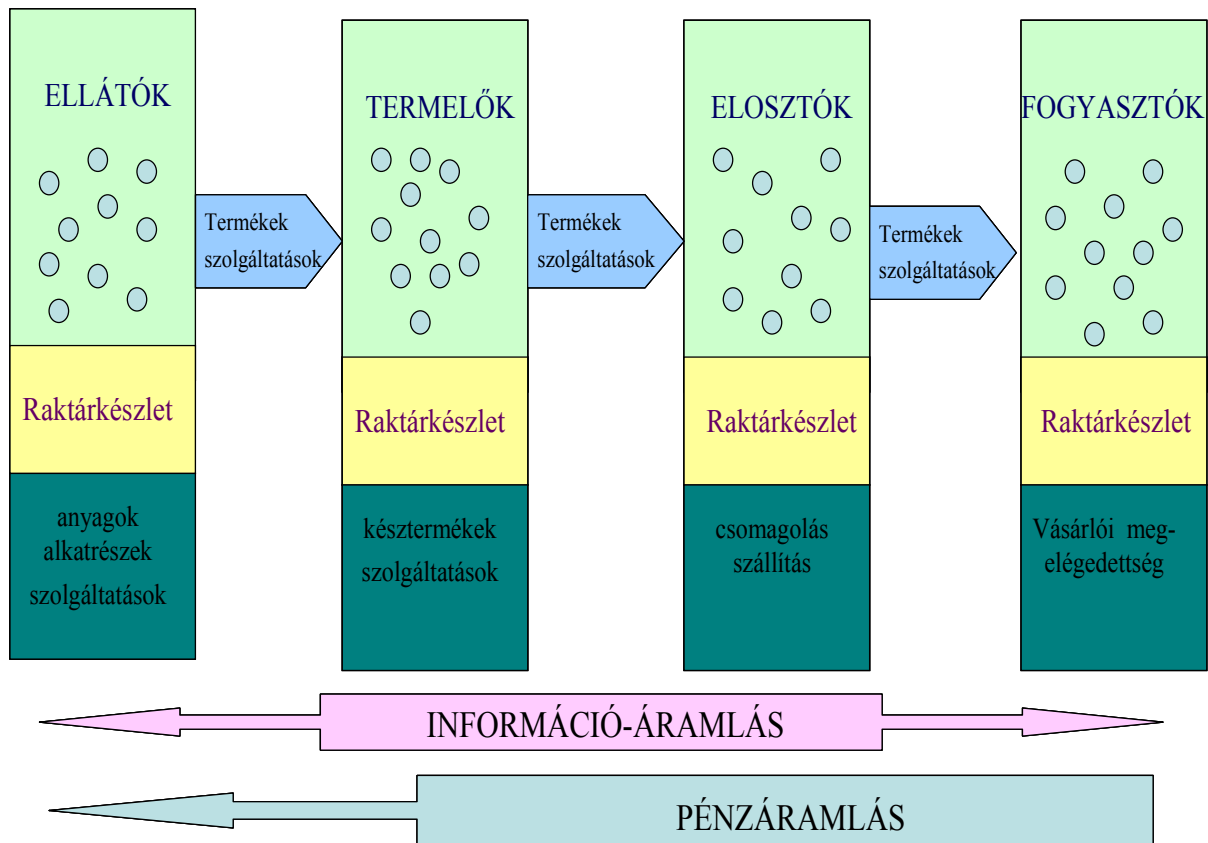 ELLÁTÓK
Raktárkészlet
anyagok
alkatrészek
szolgáltatások
Termékek
szolgáltatások
TERMELŐK
Raktárkészlet
késztermékek
szolgáltatások
Termékek
szolgáltatások
ELOSZTÓK
Raktárkészlet
csomagolás
szállítás
Termékek
szolgáltatások
FOGYASZTÓK
Raktárkészlet
Vásárlói meg-
elégedettség
INFORMÁCIÓ-ÁRAMLÁS
PÉNZÁRAMLÁS